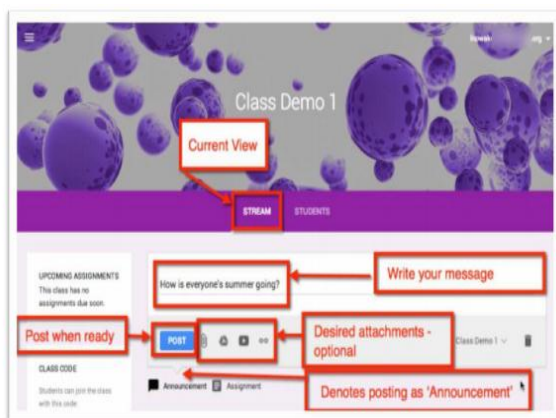 Class Demo 1
Current View
STREAM STUDENTS
UPCOMING ASSIGNMENTS
This class has no
assignments due soon.
How is everyone's summer going?
Write your message
Post when ready
POST
Desired attachments -
optional
Class Demo 1
CLASS CODE
Students can join the class
with this code:
Announcement Assignment
Denotes posting as 'Announcement'